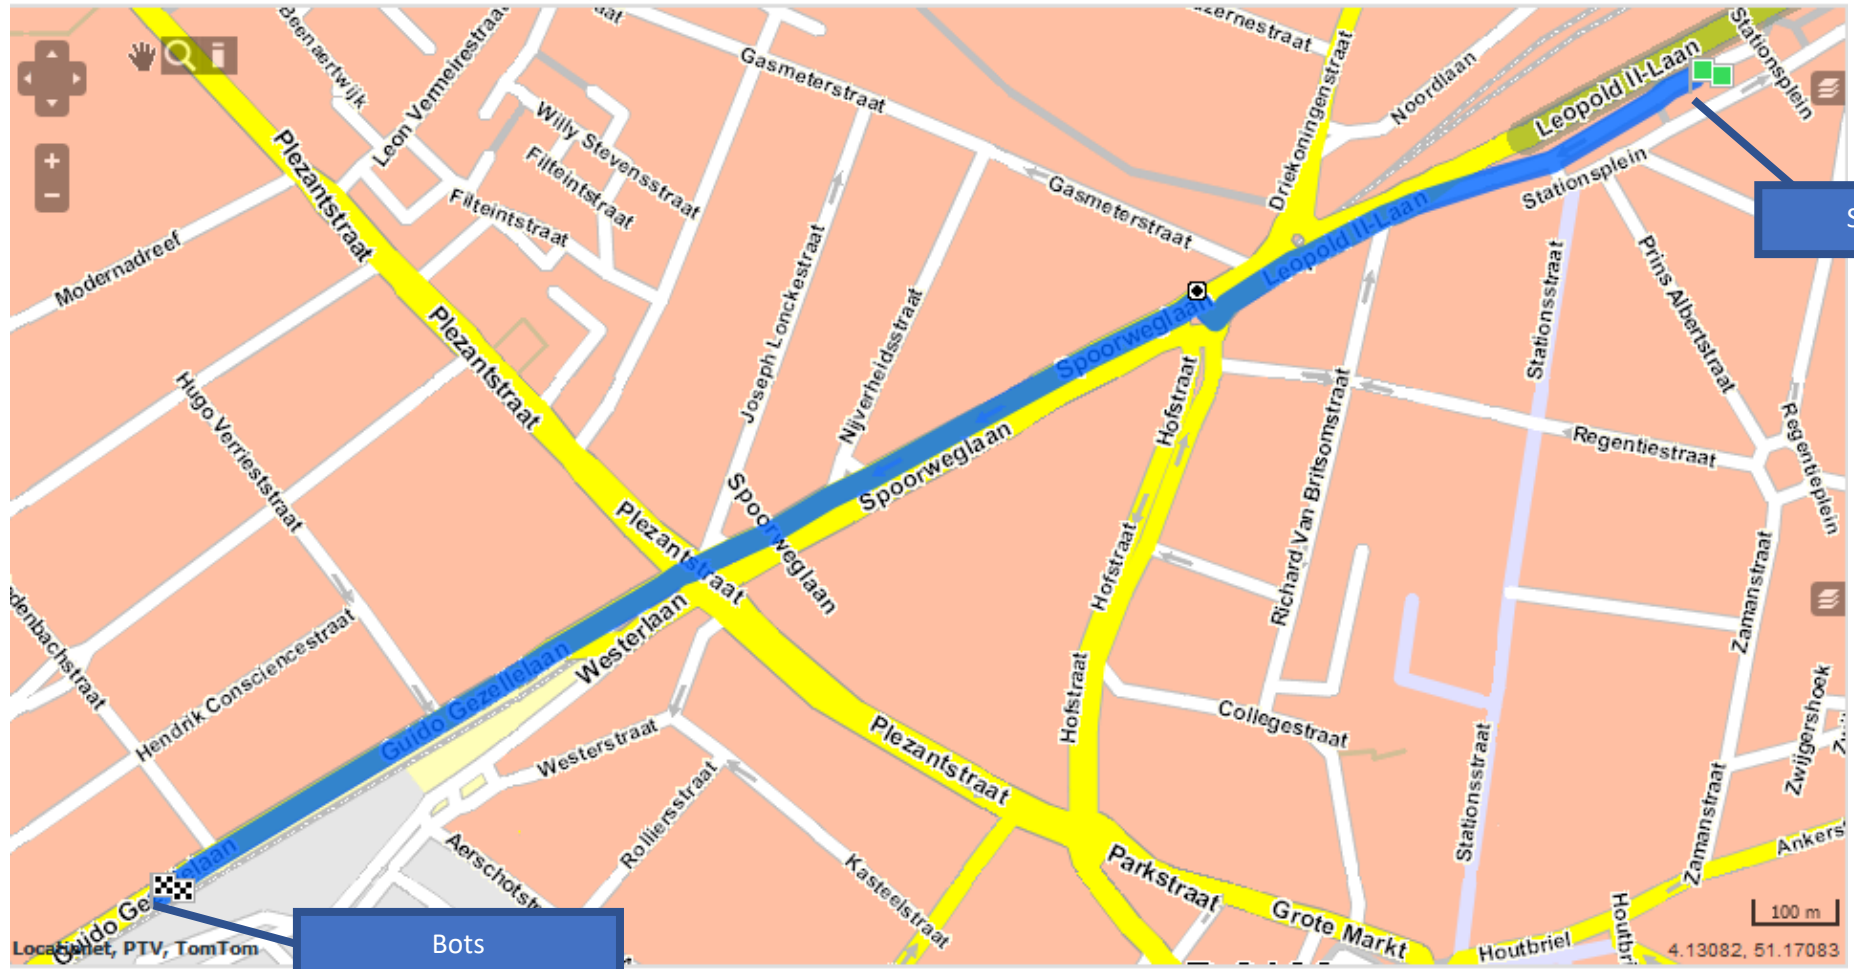 Beenaertwijk
Leon Vermeirestraat
Gasmeterstraat
Driekoningenstraat
Noordlaan
Leopold II-Laan
Stationsplein
Plezantstraat
Willy Stevensstraat
Filteintstraat
Filteintstraat
Gasmeterstraat
Stationsplein
Modernadreef
Joseph Lonckestraat
Leopold II-Laan
Stationsstraat
Prins Albertstraat
Plezantstraat
Nijverheidsstraat
Spoorweglaan
Hofstraat
Hugo Verrieststraat
Spoorweglaan
Richard Van Britsomstraat
Regentiestraat
Regentieplein
Plezantstraat
Spoorweglaan
Hofstraat
Zamanstraat
Westerlaan
Hendrik Consciencestraat
Guido Gezellelaan
Westerstraat
Hofstraat
Collegestraat
Zwijgershoek
Plezantstraat
Stationsstraat
Zamanstraat
Rolliersstraat
Kasteelstraat
Parkstraat
Grote Markt
Houtbriel
100 m
Bots
, PTV, TomTom
4.13082, 51.17083